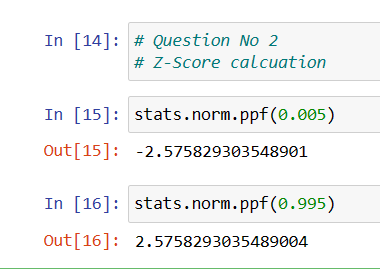 In [14]: # Question No 2
# Z-Score calcuation
In [15]: stats.norm.ppf(0.005)
Out[15]: -2.575829303548901
In [16]: stats.norm.ppf(0.995)
Out[16]: 2.5758293035489004